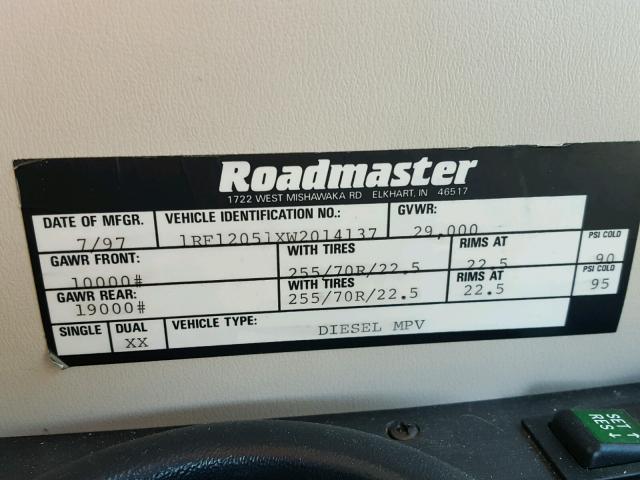 Roadmaster
1722 WEST MISHAWAKA RD ELKHART, IN 46517
DATE OF MFGR. VEHICLE IDENTIFICATION NO.: GVWR:
7/97 1RF12051XW2014137 29,000
GAWR FRONT: WITH TIRES RIMS AT PSI COLD
10000# 255/70R/22.5 22.5 90
GAWR REAR: WITH TIRES RIMS AT PSI COLD
19000# 255/70R/22.5 22.5 95
SINGLE DUAL VEHICLE TYPE:
XX DIESEL MPV
SET ↑
RES ↓